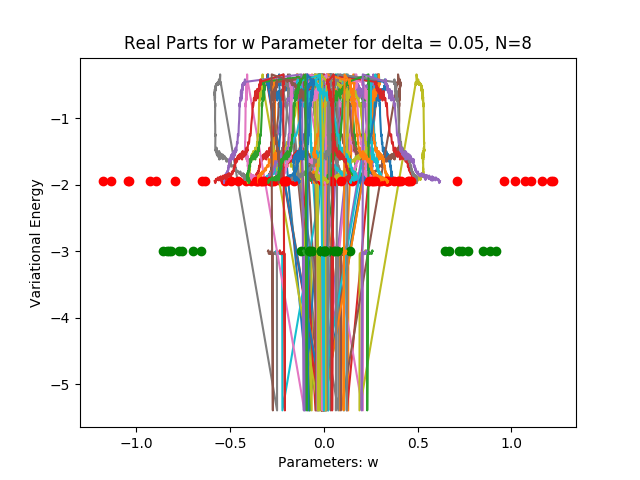 Real Parts for w Parameter for delta = 0.05, N=8
−1
−2
−3
−4
−5
Variational Energy
−1.0 −0.5 0.0 0.5 1.0
Parameters: w